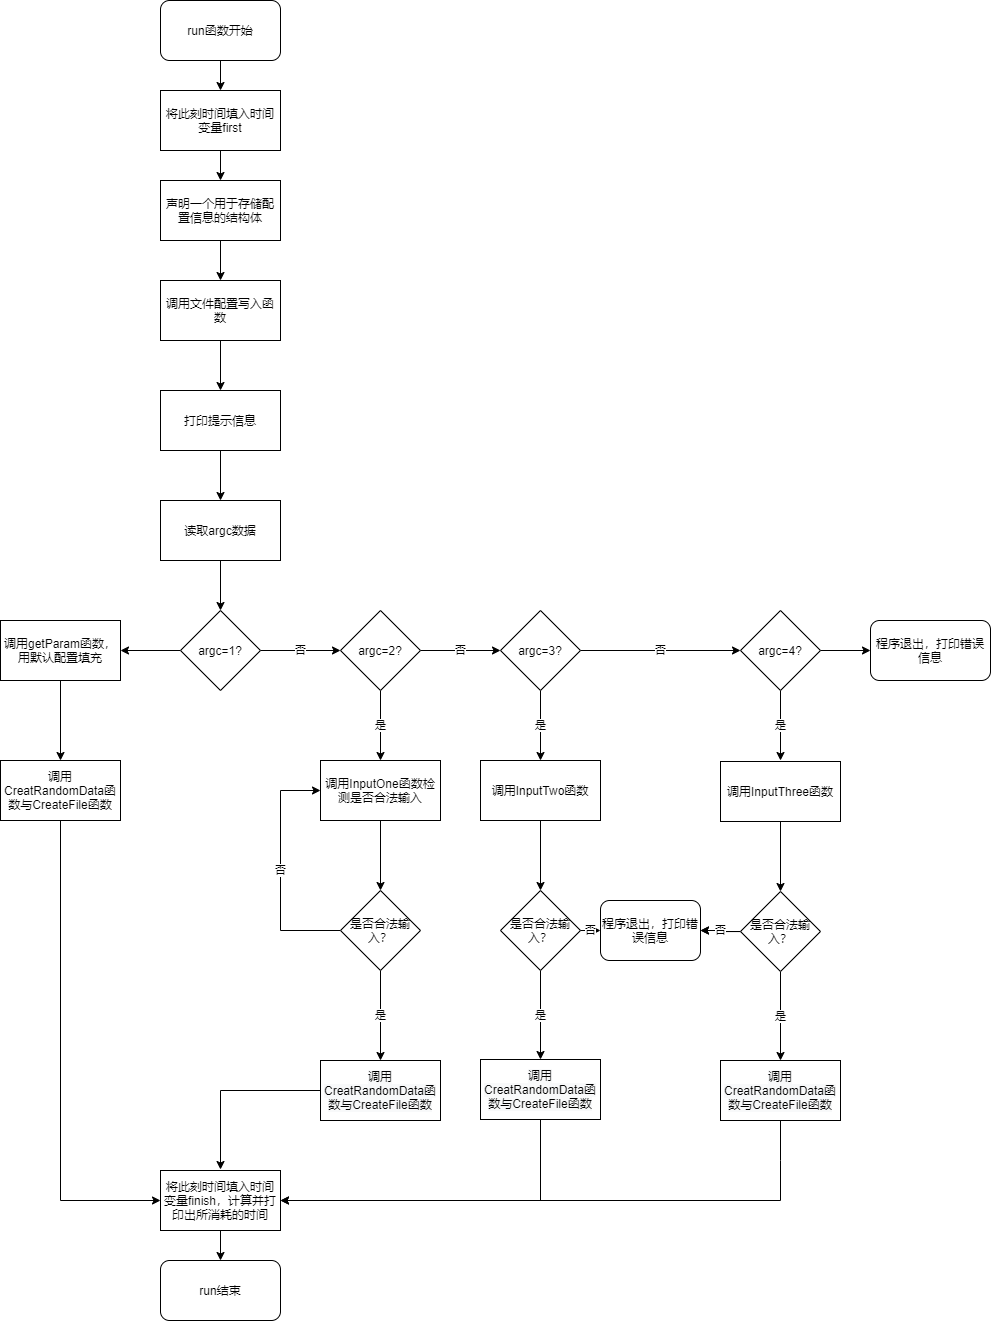 run函数开始
将此刻时间填入时间
变量first
声明一个用于存储配
置信息的结构体
调用文件配置写入函
数
打印提示信息
读取argc数据
调用getParam函数，
用默认配置填充
argc=1?
否
argc=2?
否
argc=3?
否
argc=4?
程序退出，打印错误
信息
是
是
是
调用
CreatRandomData函
数与CreateFile函数
调用InputOne函数检
测是否合法输入
调用InputTwo函数
调用InputThree函数
否
是否合法输
入？
是否合法输
入？
否
程序退出，打印错
误信息
否
是否合法输
入？
是
是
是
调用
CreatRandomData函
数与CreateFile函数
调用
CreatRandomData函
数与CreateFile函数
调用
CreatRandomData函
数与CreateFile函数
将此刻时间填入时间
变量finish，计算并打
印出所消耗的时间
run结束